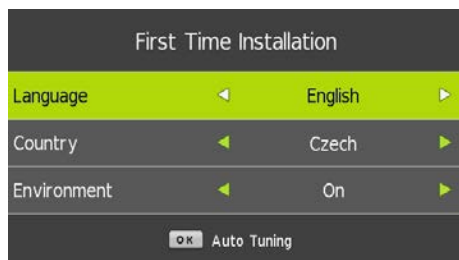 First Time Installation
Language English
Country Czech
Environment On
OK Auto Tuning